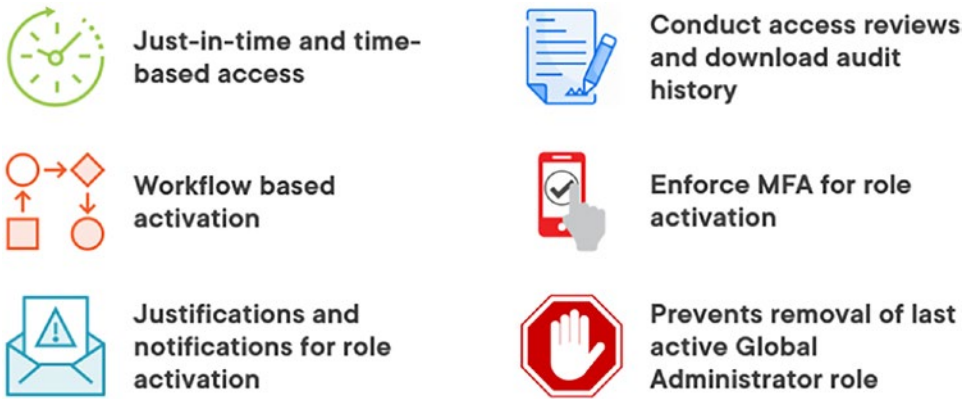 Just-in-time and time-
based access
Workflow based
activation
Justifications and
notifications for role
activation
Conduct access reviews
and download audit
history
Enforce MFA for role
activation
Prevents removal of last
active Global
Administrator role